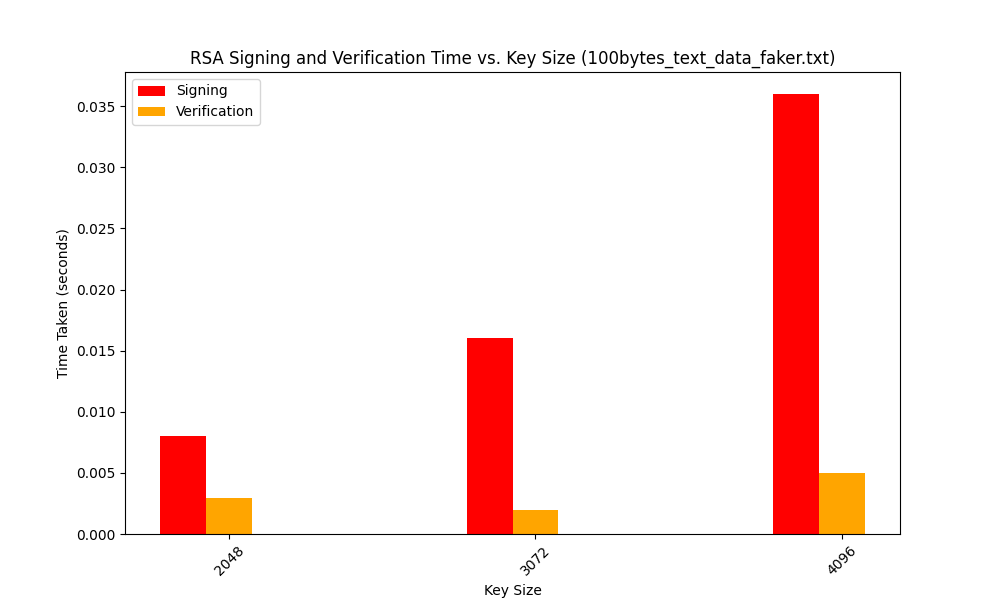 RSA Signing and Verification Time vs. Key Size (100bytes_text_data_faker.txt)
Signing
Verification
0.035
0.030
0.025
0.020
0.015
0.010
0.005
0.000
Time Taken (seconds)
2048
3072
4096
Key Size